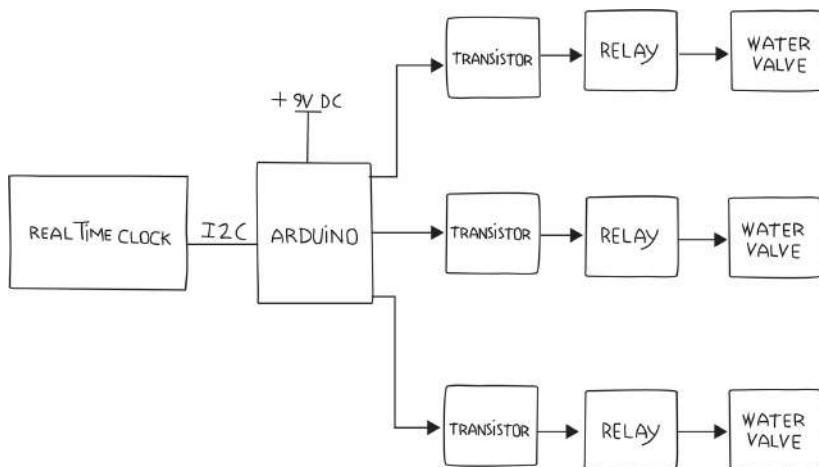 +9V DC
REAL TIME CLOCK
I2C
ARDUiNO
TRANSiSTOR
RELAY
WATER
VALVE
TRANSiSTOR
RELAY
WATER
VALVE
TRANSiSTOR
RELAY
WATER
VALVE